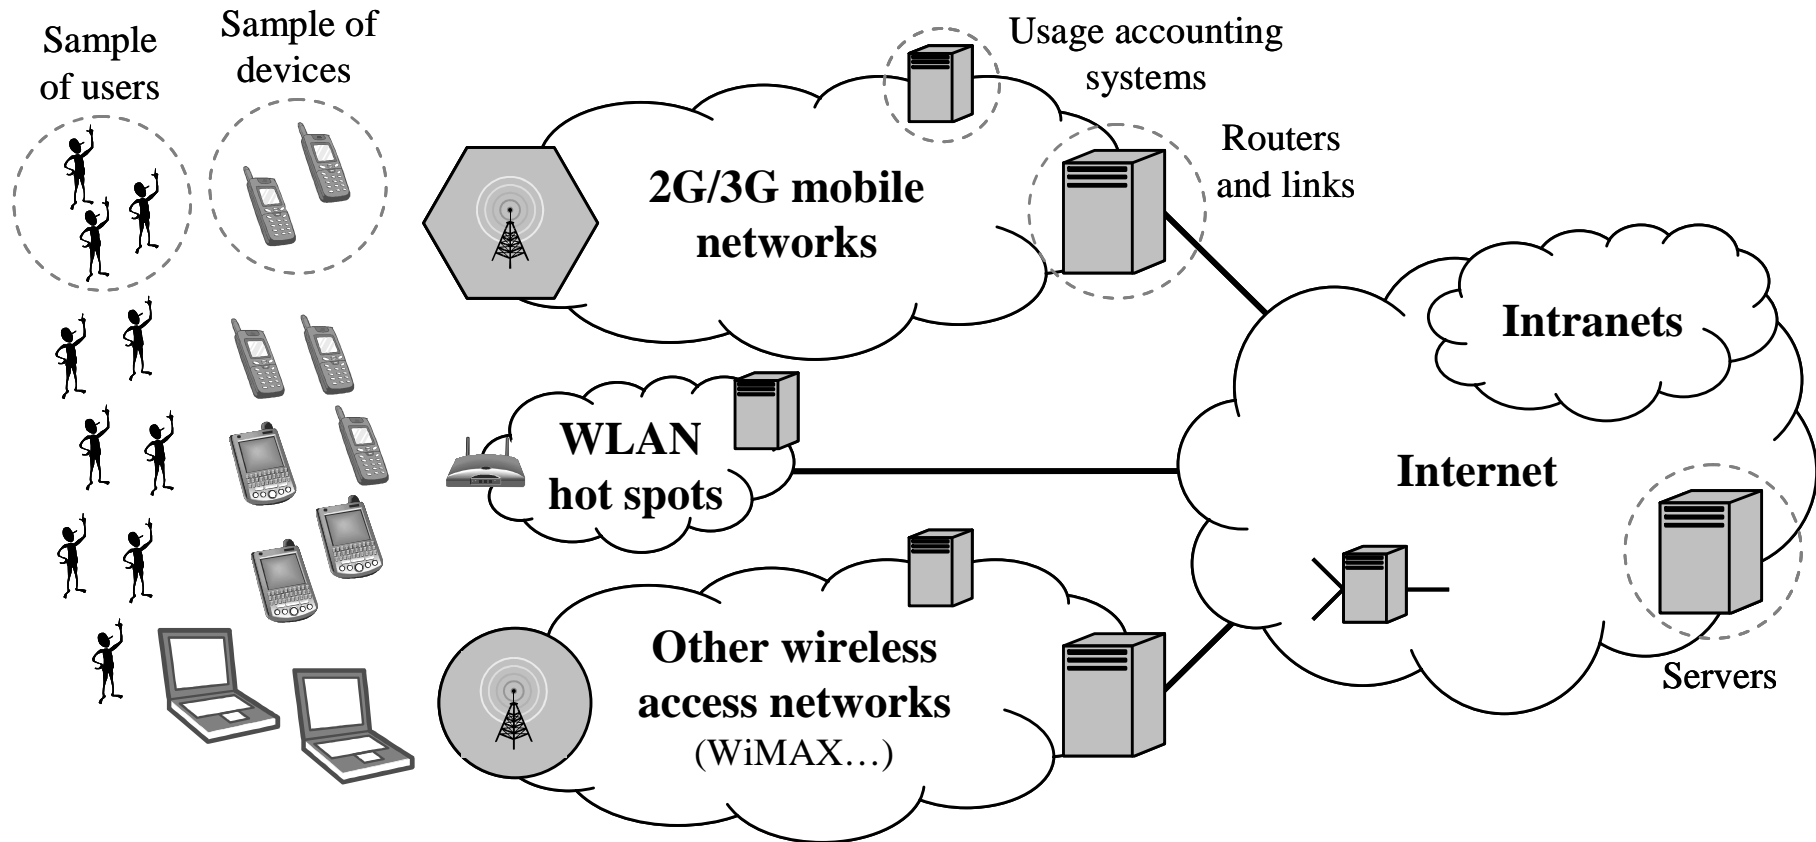 Sample
of users
Sample of
devices
Usage accounting
systems
Routers
and links
2G/3G mobile
networks
Intranets
WLAN
hot spots
Internet
Other wireless
access networks
(WiMAX…)
Servers